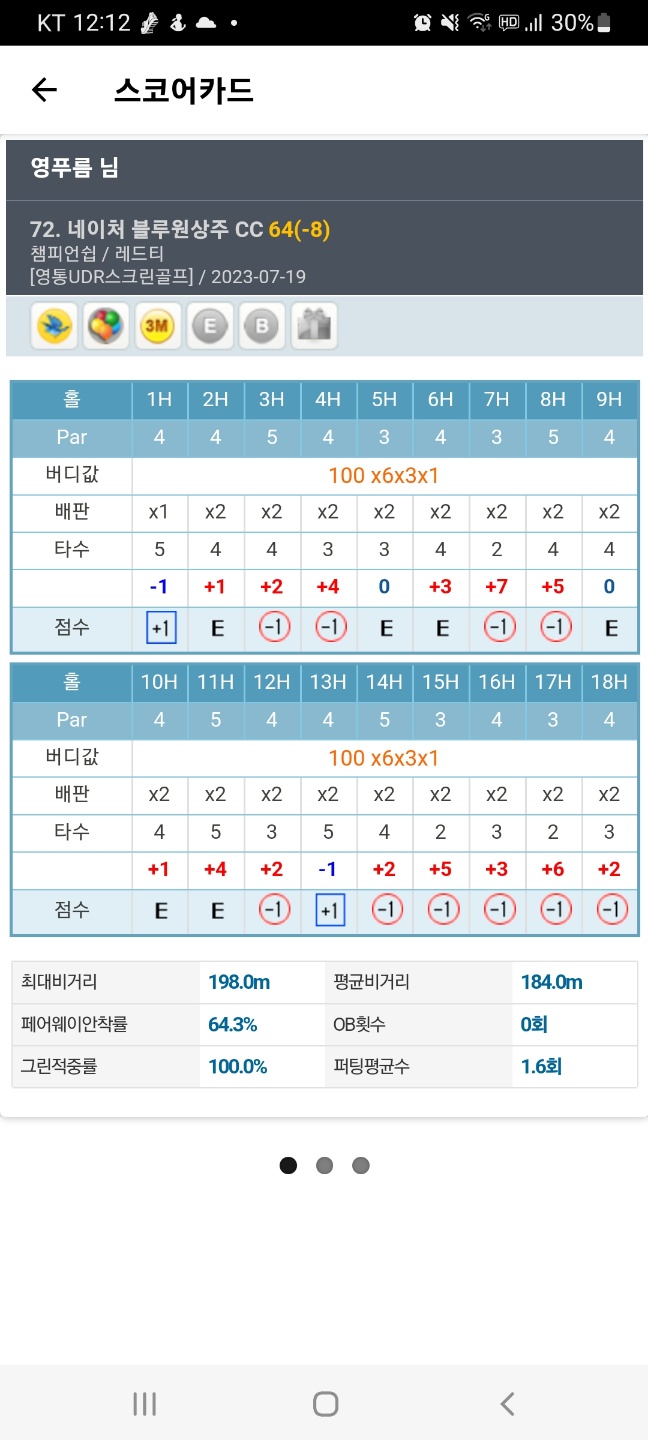 KT 12:12 HD 30%
스코어카드
영푸름 님
72. 네이처 블루원상주 CC 64(-8)
챔피언쉽 / 레드티
[영통UDR스크린골프] / 2023-07-19
3M E B
홀 1H 2H 3H 4H 5H 6H 7H 8H 9H
Par 4 4 5 4 3 4 3 5 4
버디값 100 x6x3x1
배판 x1 x2 x2 x2 x2 x2 x2 x2 x2
타수 5 4 4 3 3 4 2 4 4
-1 +1 +2 +4 0 +3 +7 +5 0
점수 +1 E -1 -1 E E -1 -1 E
홀 10H 11H 12H 13H 14H 15H 16H 17H 18H
Par 4 5 4 4 5 3 4 3 4
버디값 100 x6x3x1
배판 x2 x2 x2 x2 x2 x2 x2 x2 x2
타수 4 5 3 5 4 2 3 2 3
+1 +4 +2 -1 +2 +5 +3 +6 +2
점수 E E -1 +1 -1 -1 -1 -1 -1
최대비거리 198.0m 평균비거리 184.0m
페어웨이안착률 64.3% OB횟수 0회
그린적중률 100.0% 퍼팅평균수 1.6회